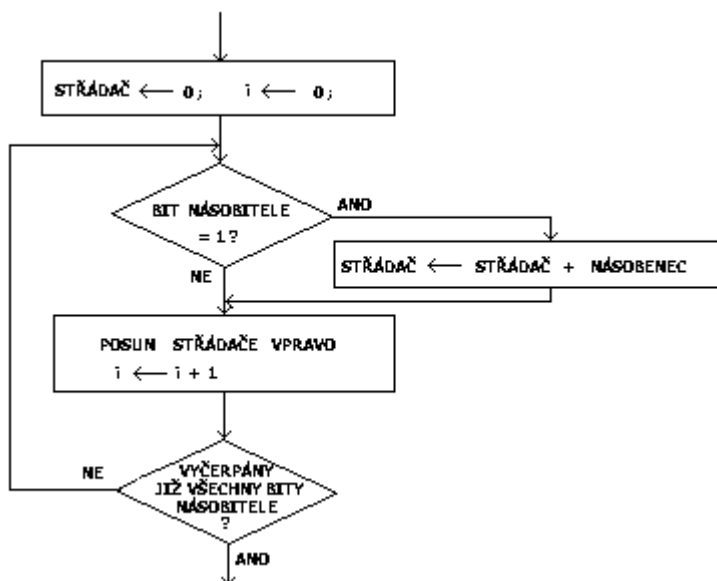 STŘÁDAČ ← 0; i ← 0;
BIT NÁSOBITELE
= 1?
ANO
STŘÁDAČ ← STŘÁDAČ + NÁSOBENEC
NE
POSUN STŘÁDAČE VPRAVO
i ← i + 1
NE
VYČERPÁNY
JIŽ VŠECHNY BITY
NÁSOBITELE
?
ANO